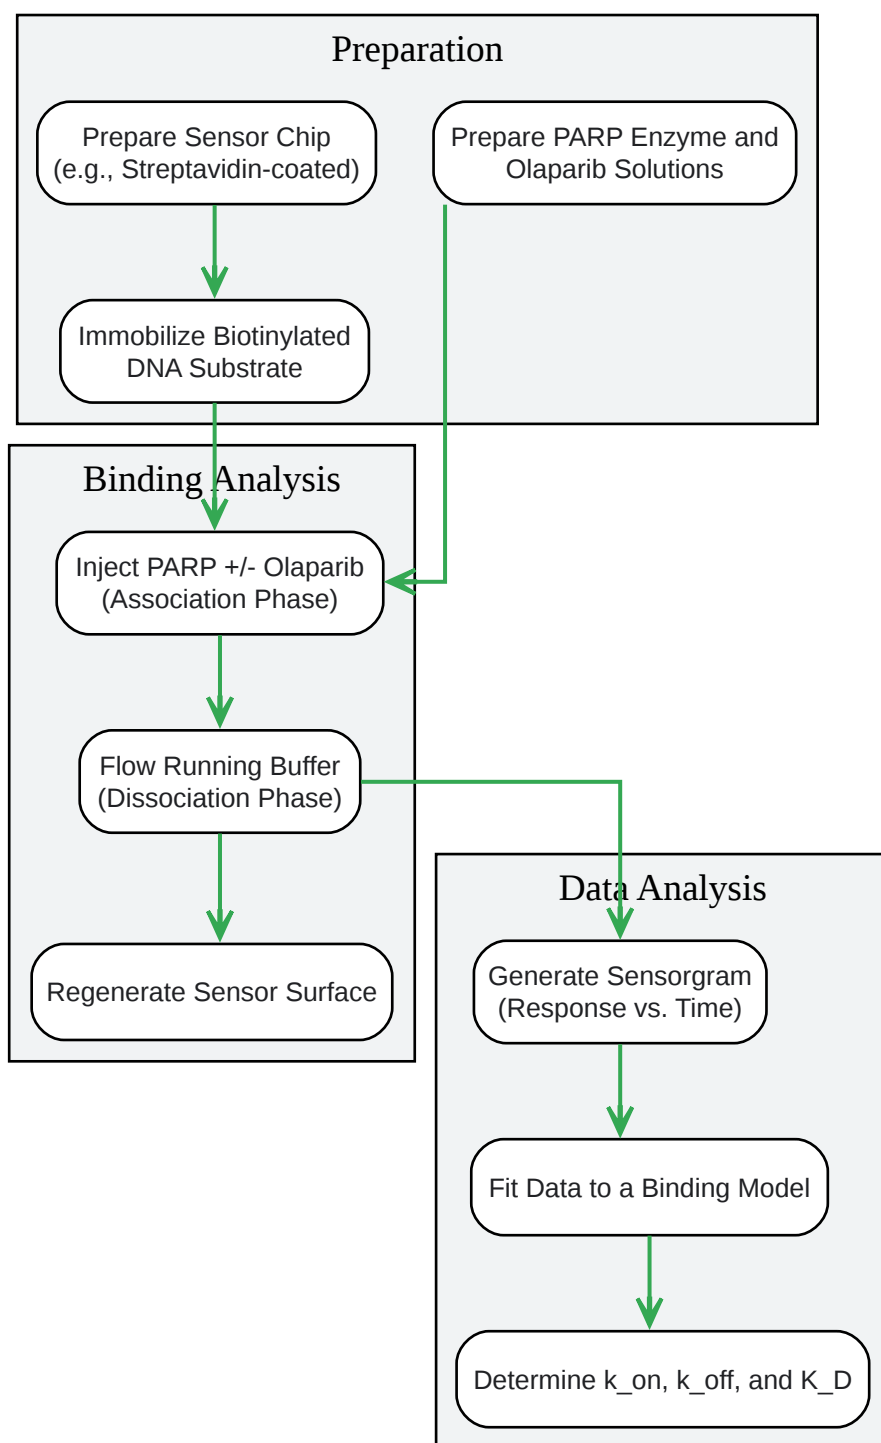 Preparation
Prepare Sensor Chip
(e.g., Streptavidin-coated)
Prepare PARP Enzyme and
Olaparib Solutions
Immobilize Biotinylated
DNA Substrate
Binding Analysis
Inject PARP +/- Olaparib
(Association Phase)
Flow Running Buffer
(Dissociation Phase)
Regenerate Sensor Surface
Data Analysis
Generate Sensorgram
(Response vs. Time)
Fit Data to a Binding Model
Determine k_on, k_off, and K_D